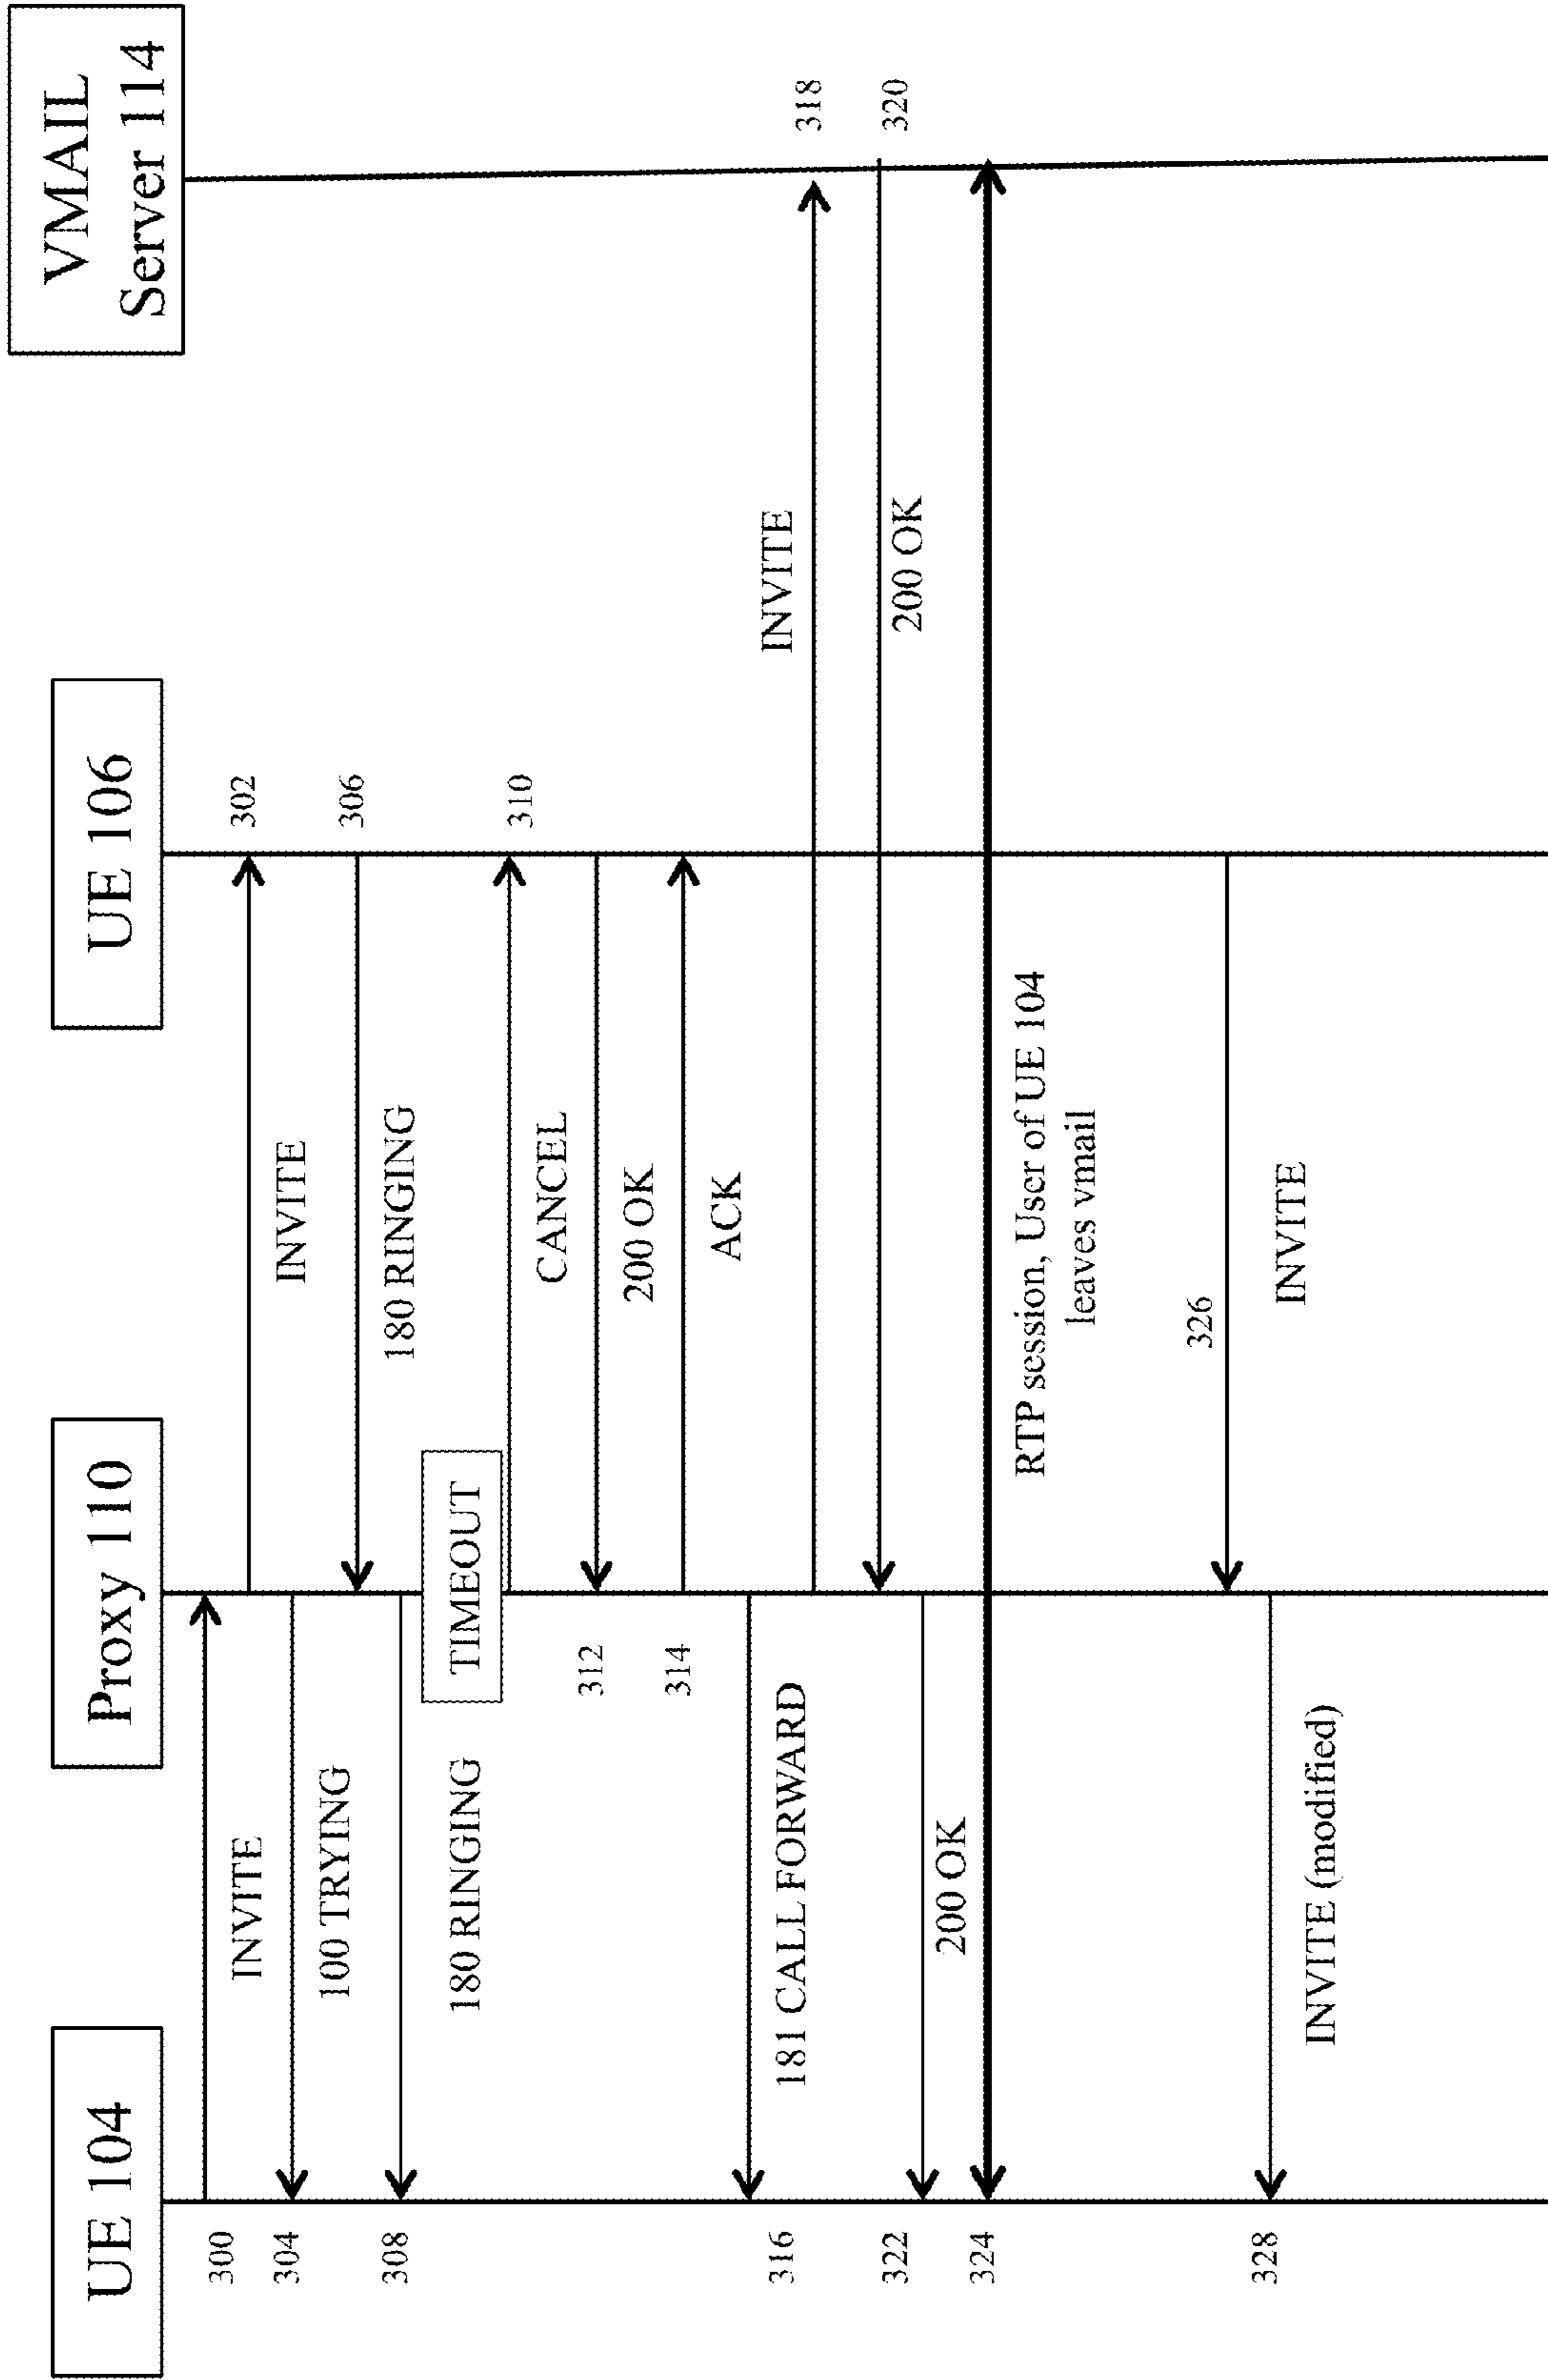 UE 104
Proxy 110
UE 106
VMAIL
Server 114
300
INVITE
302
INVITE
304
100 TRYING
306
180 RINGING
308
180 RINGING
TIMEOUT
310
CANCEL
312
200 OK
314
ACK
316
181 CALL FORWARD
318
INVITE
320
200 OK
322
200 OK
324
RTP session, User of UE 104
leaves vmail
326
INVITE
328
INVITE (modified)